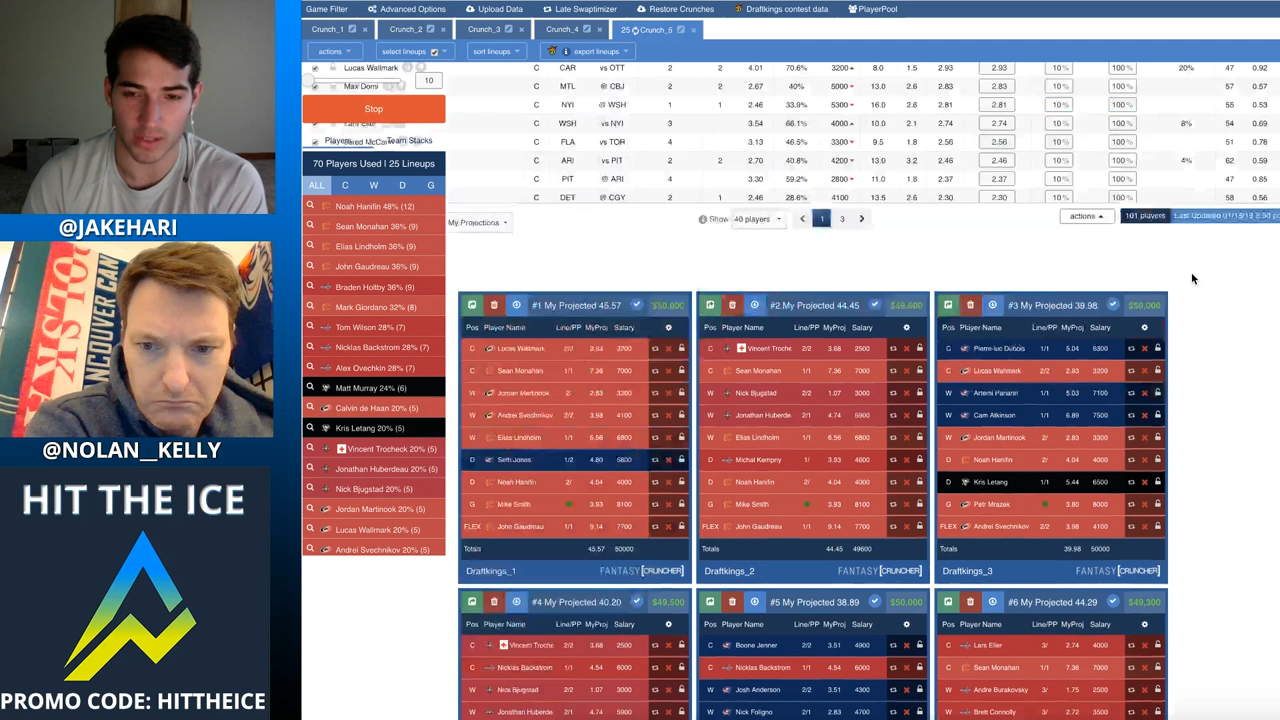 Game Filter Advanced Options Upload Data Late Swaptimizer Restore Crunches Draftkings contest data PlayerPool
Crunch_1 Crunch_2 Crunch_3 Crunch_4 25 Crunch_5
actions select lineups sort lineups export lineups
Lucas Wallmark C CAR vs OTT 2 2 4.01 70.6% 3200 8.0 1.5 2.93 2.93 10 % 100 % 20% 47 0.92
10
Max Domi C MTL @ CBJ 2 2 2.67 40% 5000 13.0 2.6 2.83 2.83 10 % 100 % 57 0.57
C NYI @ WSH 1 1 2.46 33.9% 5300 16.0 2.6 2.81 2.81 10 % 100 % 55 0.53
Stop
C WSH vs NYI 3 3.54 66.1% 4000 10.0 2.1 2.74 2.74 10 % 100 % 8% 54 0.69
Players Team Stacks
C FLA vs TOR 4 3.13 46.5% 3300 9.5 1.8 2.56 2.56 10 % 100 % 51 0.78
70 Players Used | 25 Lineups
C ARI vs PIT 2 2 2.70 40.8% 4200 13.0 3.2 2.46 2.46 10 % 100 % 4% 62 0.59
C PIT @ ARI 4 3.30 59.2% 2800 2.37 2.37 10 % 100 % 47 0.85
ALL C W D G
C DET @ CGY 2 1 2.46 28.6% 4100 13.5 2.6 2.30 2.30 10 % 100 % 58 0.56
My Projections Show 40 players 1 3 actions 101 players Last Updated
Noah Hanifin 48% (12)
Sean Monahan 36% (9)
Elias Lindholm 36% (9)
John Gaudreau 36% (9)
Braden Holtby 36% (9)
Mark Giordano 32% (8)
Tom Wilson 28% (7)
Nicklas Backstrom 28% (7)
Alex Ovechkin 28% (7)
Matt Murray 24% (6)
Calvin de Haan 20% (5)
Kris Letang 20% (5)
Vincent Trocheck 20% (5)
Jonathan Huberdeau 20% (5)
Nick Bjugstad 20% (5)
Jordan Martinook 20% (5)
Lucas Wallmark 20% (5)
Andrei Svechnikov 20% (5)
#1 My Projected 45.57 $50,000
Pos Player Name Line/PP MyProj Salary
C Lucas Wallmark 2/2 3200
C Sean Monahan 1/1 7.36 7000
W Jordan Martinook 2/ 2.83 3300
W Andrei Svechnikov 2/2 3.98 4100
W Elias Lindholm 1/1 6.56 6800
D Seth Jones 1/2 4.80 5800
D Noah Hanifin 2/ 4.04 4000
G Mike Smith 1/1 3.93 8100
FLEX John Gaudreau 1/1 9.14 7700
Totals 45.57 50000
Draftkings_1 FANTASY [CRUNCHER]
#2 My Projected 44.45 $49,600
Pos Player Name Line/PP MyProj Salary
C Vincent Troche 2/2 3.68 2500
C Sean Monahan 1/1 7.36 7000
W Nick Bjugstad 2/2 1.07 3000
W Jonathan Huberde 1/1 4.74 5900
W Elias Lindholm 1/1 6.56 6800
D Michal Kempny 1/ 3.93 4600
D Noah Hanifin 2/ 4.04 4000
G Mike Smith 3.93 8100
FLEX John Gaudreau 1/1 9.14 7700
Totals 44.45 49600
Draftkings_2 FANTASY [CRUNCHER]
#3 My Projected 39.98 $50,000
Pos Player Name Line/PP MyProj Salary
C Pierre-luc Dubois 1/1 5.04 6300
C Lucas Wallmark 2/2 2.93 3200
W Artemi Panarin 1/1 5.03 7100
W Cam Atkinson 1/1 6.89 7500
W Jordan Martinook 2/ 2.83 3300
D Noah Hanifin 2/ 4.04 4000
D Kris Letang 1/1 5.44 6500
G Petr Mrazek 3.80 8000
FLEX Andrei Svechnikov 2/2 3.98 4100
Totals 39.98 50000
Draftkings_3 FANTASY [CRUNCHER]
#4 My Projected 40.20 $49,500
Pos Player Name Line/PP MyProj Salary
C Vincent Troche 2/2 3.68 2500
C Nicklas Backstrom 1/1 4.54 6000
W Nick Bjugstad 2/2 1.07 3000
W Jonathan Huberde 1/1 4.74 5900
#5 My Projected 38.89 $50,000
Pos Player Name Line/PP MyProj Salary
C Boone Jenner 2/2 3.51 4900
C Nicklas Backstrom 1/1 4.54 6000
W Josh Anderson 2/2 3.51 4300
W Nick Foligno 2/2 2.83 4700
#6 My Projected 44.29 $49,300
Pos Player Name Line/PP MyProj Salary
C Lars Eller 3/ 2.74 4000
C Sean Monahan 1/1 7.36 7000
W Andre Burakovsky 3/ 1.75 2500
W Brett Connolly 3/ 2.72 3500
@JAKEHARI
@NOLAN__KELLY
HIT THE ICE
PROMO CODE: HITTHEICE